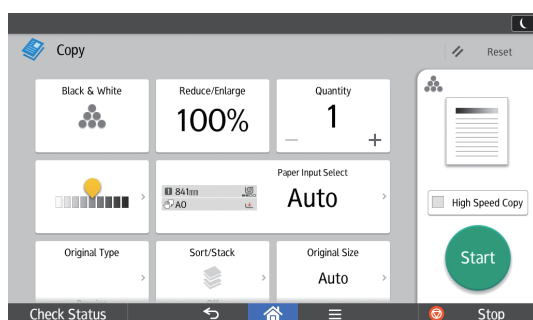 Copy
Reset
Black & White
Reduce/Enlarge
100%
Quantity
1
Paper Input Select
1 841mm
A0
Auto
High Speed Copy
Original Type
Sort/Stack
Original Size
Auto
Start
Check Status
Stop